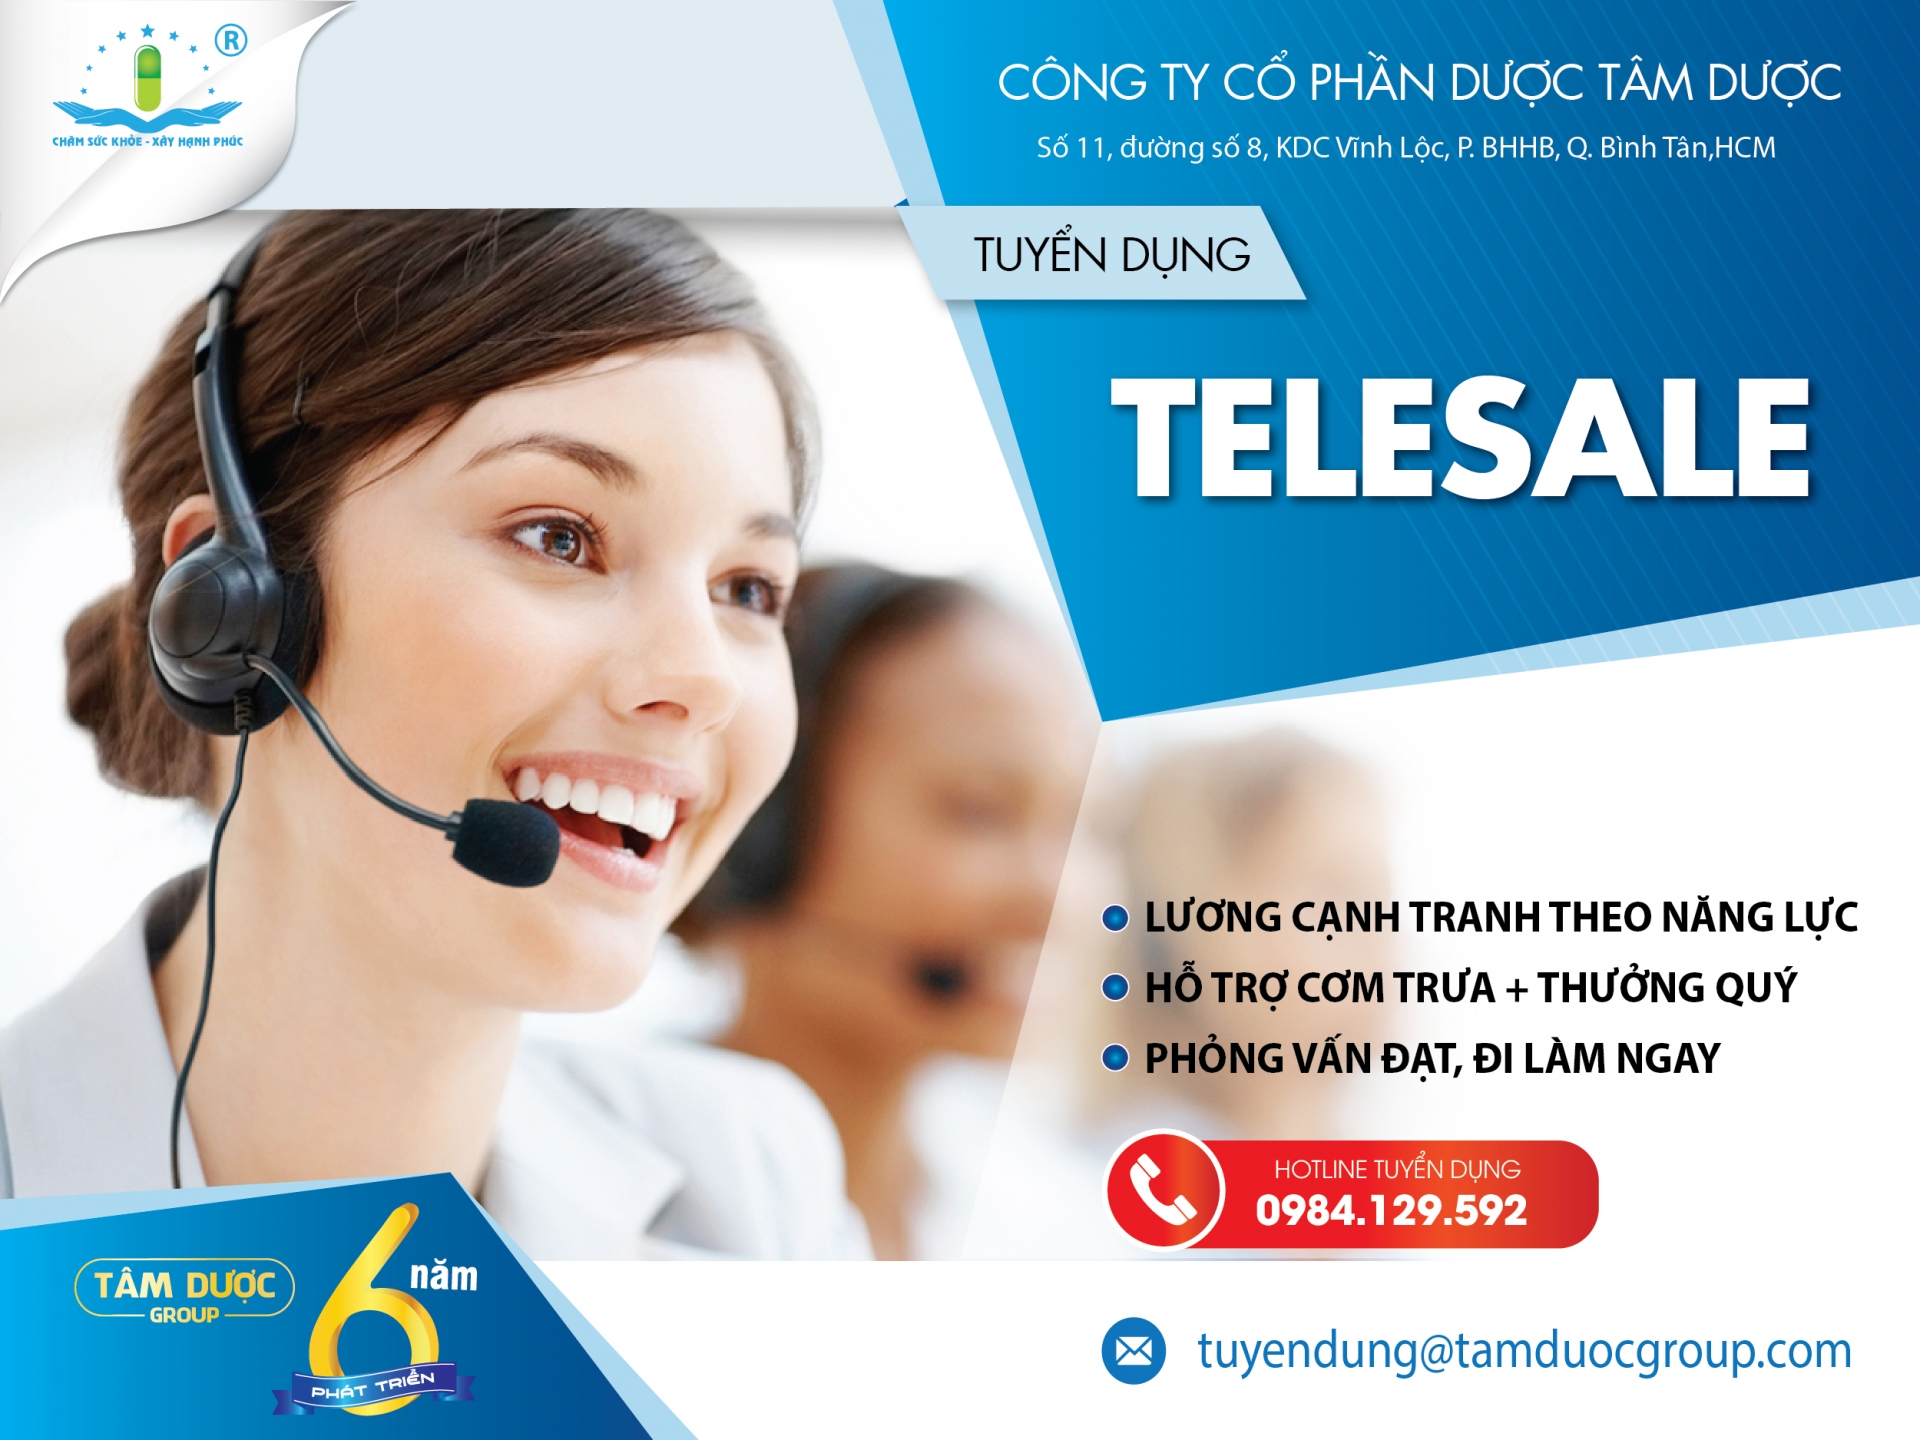 ®
CHĂM SỨC KHỎE - XÂY HẠNH PHÚC
CÔNG TY CỔ PHẦN DƯỢC TÂM DƯỢC
Số 11, đường số 8, KDC Vĩnh Lộc, P. BHHB, Q. Bình Tân,HCM
TUYỂN DỤNG
TELESALE
LƯƠNG CẠNH TRANH THEO NĂNG LỰC
HỖ TRỢ CƠM TRƯA + THƯỞNG QUÝ
PHỎNG VẤN ĐẠT, ĐI LÀM NGAY
HOTLINE TUYỂN DỤNG
0984.129.592
TÂM DƯỢC
GROUP
6 năm
PHÁT TRIỂN
tuyendung@tamduocgroup.com